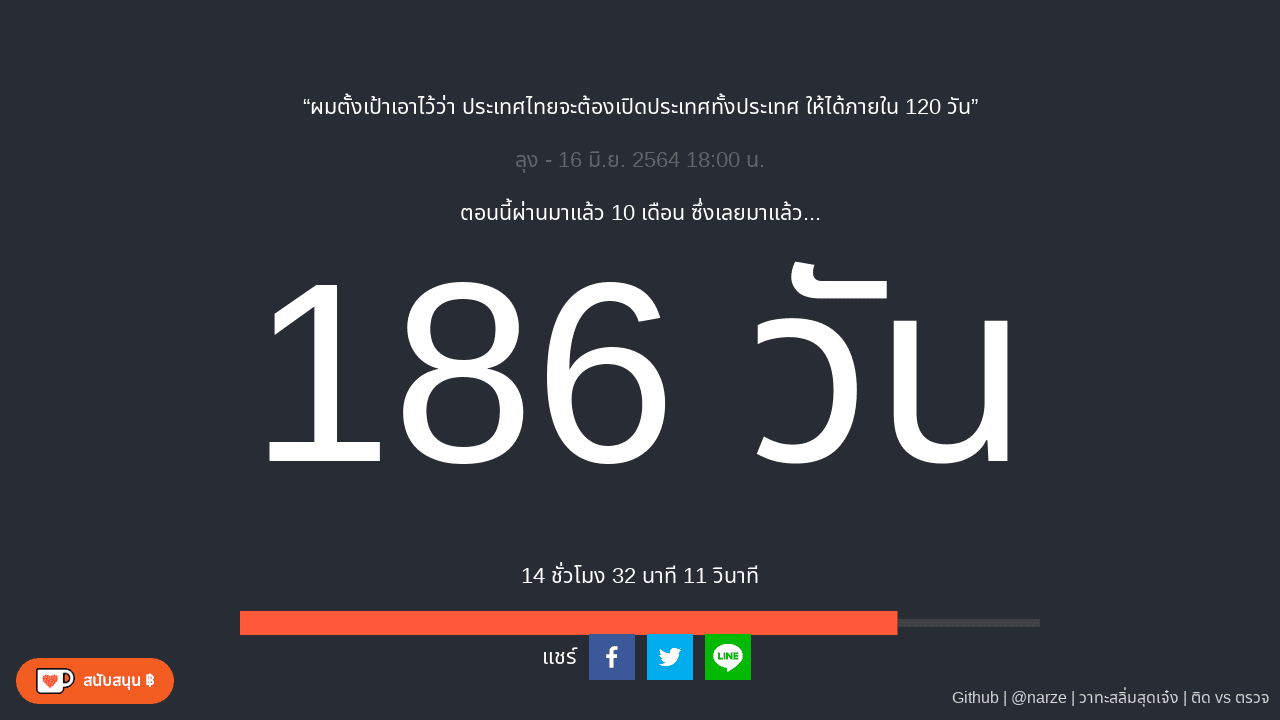 “ผมตั้งเป้าเอาไว้ว่า ประเทศไทยจะต้องเปิดประเทศทั้งประเทศ ให้ได้ภายใน 120 วัน”
ลุง - 16 มิ.ย. 2564 18:00 น.
ตอนนี้ผ่านมาแล้ว 10 เดือน ซึ่งเลยมาแล้ว...
186 วัน
14 ชั่วโมง 32 นาที 11 วินาที
แชร์
LINE
สนับสนุน ฿
Github | @narze | วาทะสลิ่มสุดเจ๋ง | ติด vs ตรวจ